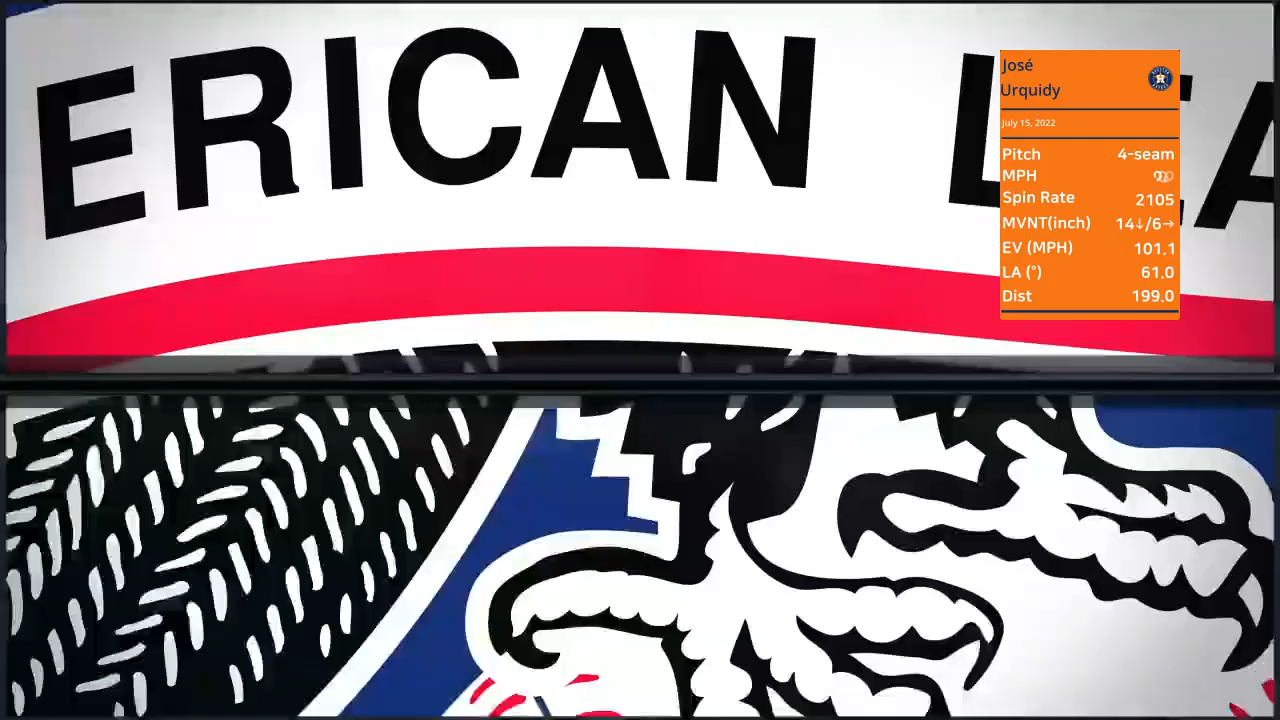 ERICAN LEA
José
Urquidy
July 15, 2022
Pitch 4-seam
MPH
Spin Rate 2105
MVNT(inch) 14↓/6→
EV (MPH) 101.1
LA (°) 61.0
Dist 199.0